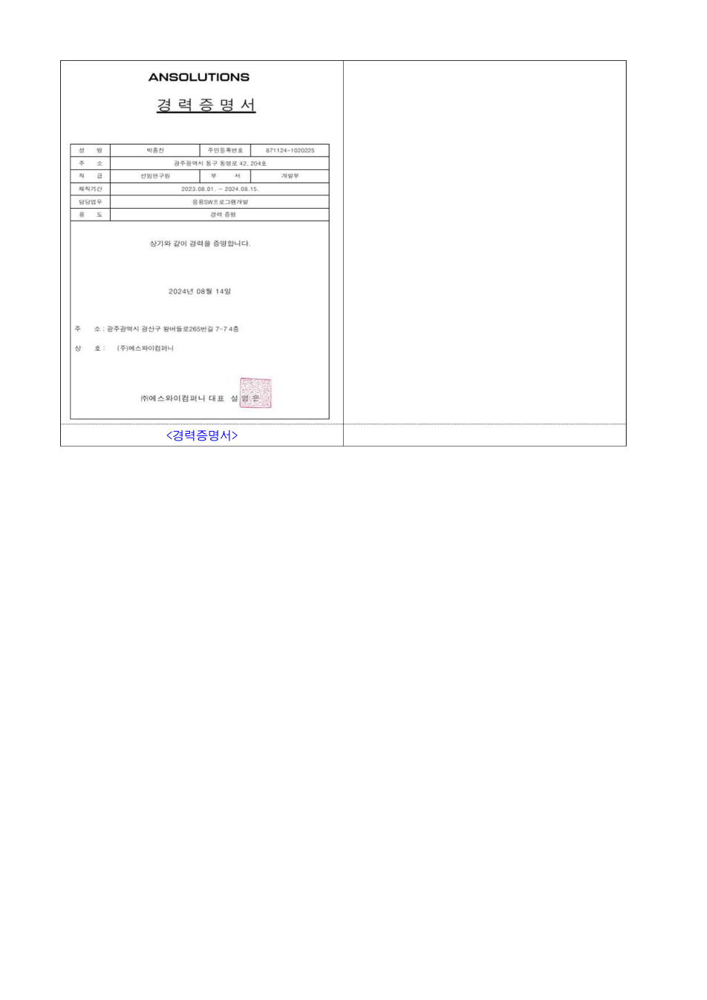 ANSOLUTIONS
경 력 증 명 서
성 명 박종진 주민등록번호 871124-1020225
주 소 광주광역시 동구 동명로 42, 204호
직 급 선임연구원 부 서 개발부
재직기간 2023.08.01. - 2024.08.15.
담당업무 응용SW프로그램개발
용 도 경력 증명
상기와 같이 경력을 증명합니다.
2024년 08월 14일
주 소 : 광주광역시 광산구 왕버들로265번길 7-7 4층
상 호 : (주)에스와이컴퍼니
㈜에스와이컴퍼니 대표 설 영 은
<경력증명서>